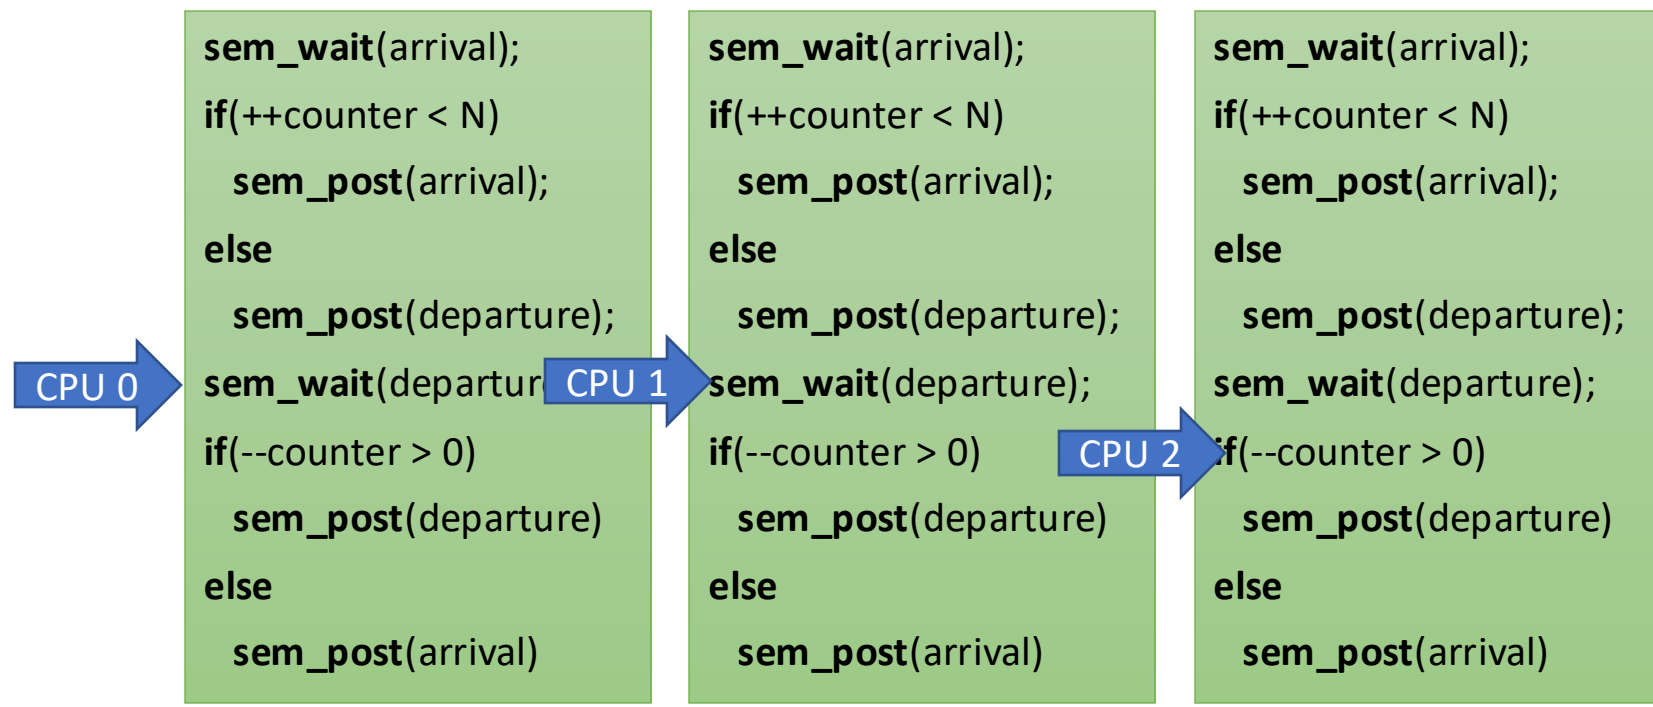 sem_wait(arrival);
if(++counter < N)
sem_post(arrival);
else
sem_post(departure);
sem_wait(departur
if(--counter > 0)
sem_post(departure)
else
sem_post(arrival)
CPU 0
sem_wait(arrival);
if(++counter < N)
sem_post(arrival);
else
sem_post(departure);
sem_wait(departure);
if(--counter > 0)
sem_post(departure)
else
sem_post(arrival)
CPU 1
sem_wait(arrival);
if(++counter < N)
sem_post(arrival);
else
sem_post(departure);
sem_wait(departure);
if(--counter > 0)
sem_post(departure)
else
sem_post(arrival)
CPU 2